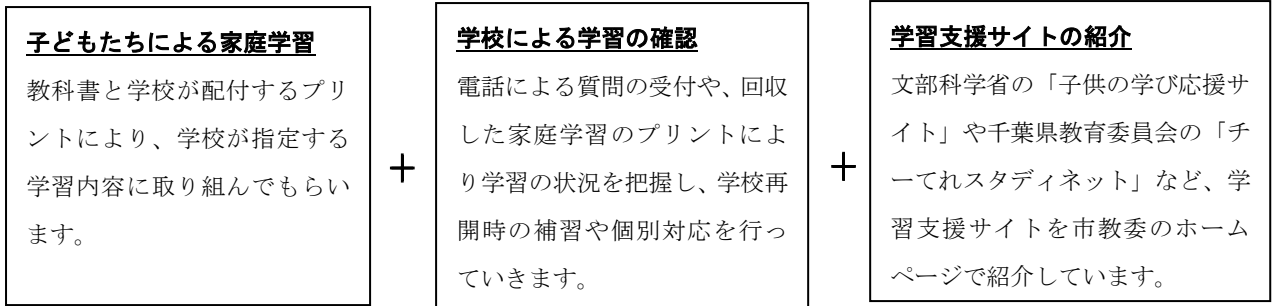 子どもたちによる家庭学習
教科書と学校が配付するプリ
ントにより、学校が指定する
学習内容に取り組んでもらい
ます。
＋
学校による学習の確認
電話による質問の受付や、回収
した家庭学習のプリントによ
り学習の状況を把握し、学校再
開時の補習や個別対応を行っ
ていきます。
＋
学習支援サイトの紹介
文部科学省の「子供の学び応援サ
イト」や千葉県教育委員会の「チ
ーてれスタディネット」など、学
習支援サイトを市教委のホーム
ページで紹介しています。